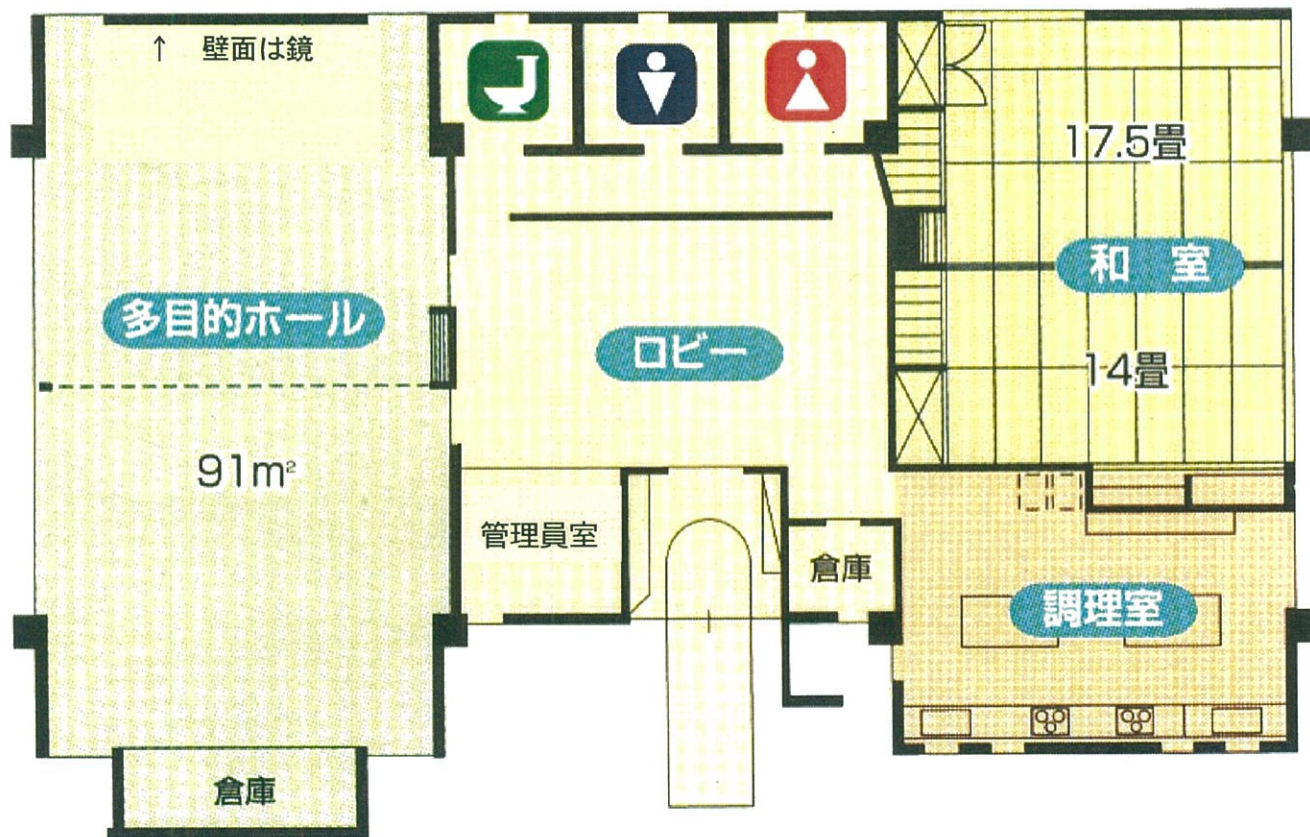 ↑ 壁面は鏡
17.5畳
和 室
多目的ホール
ロビー
14畳
91m²
管理員室
倉庫
調理室
倉庫